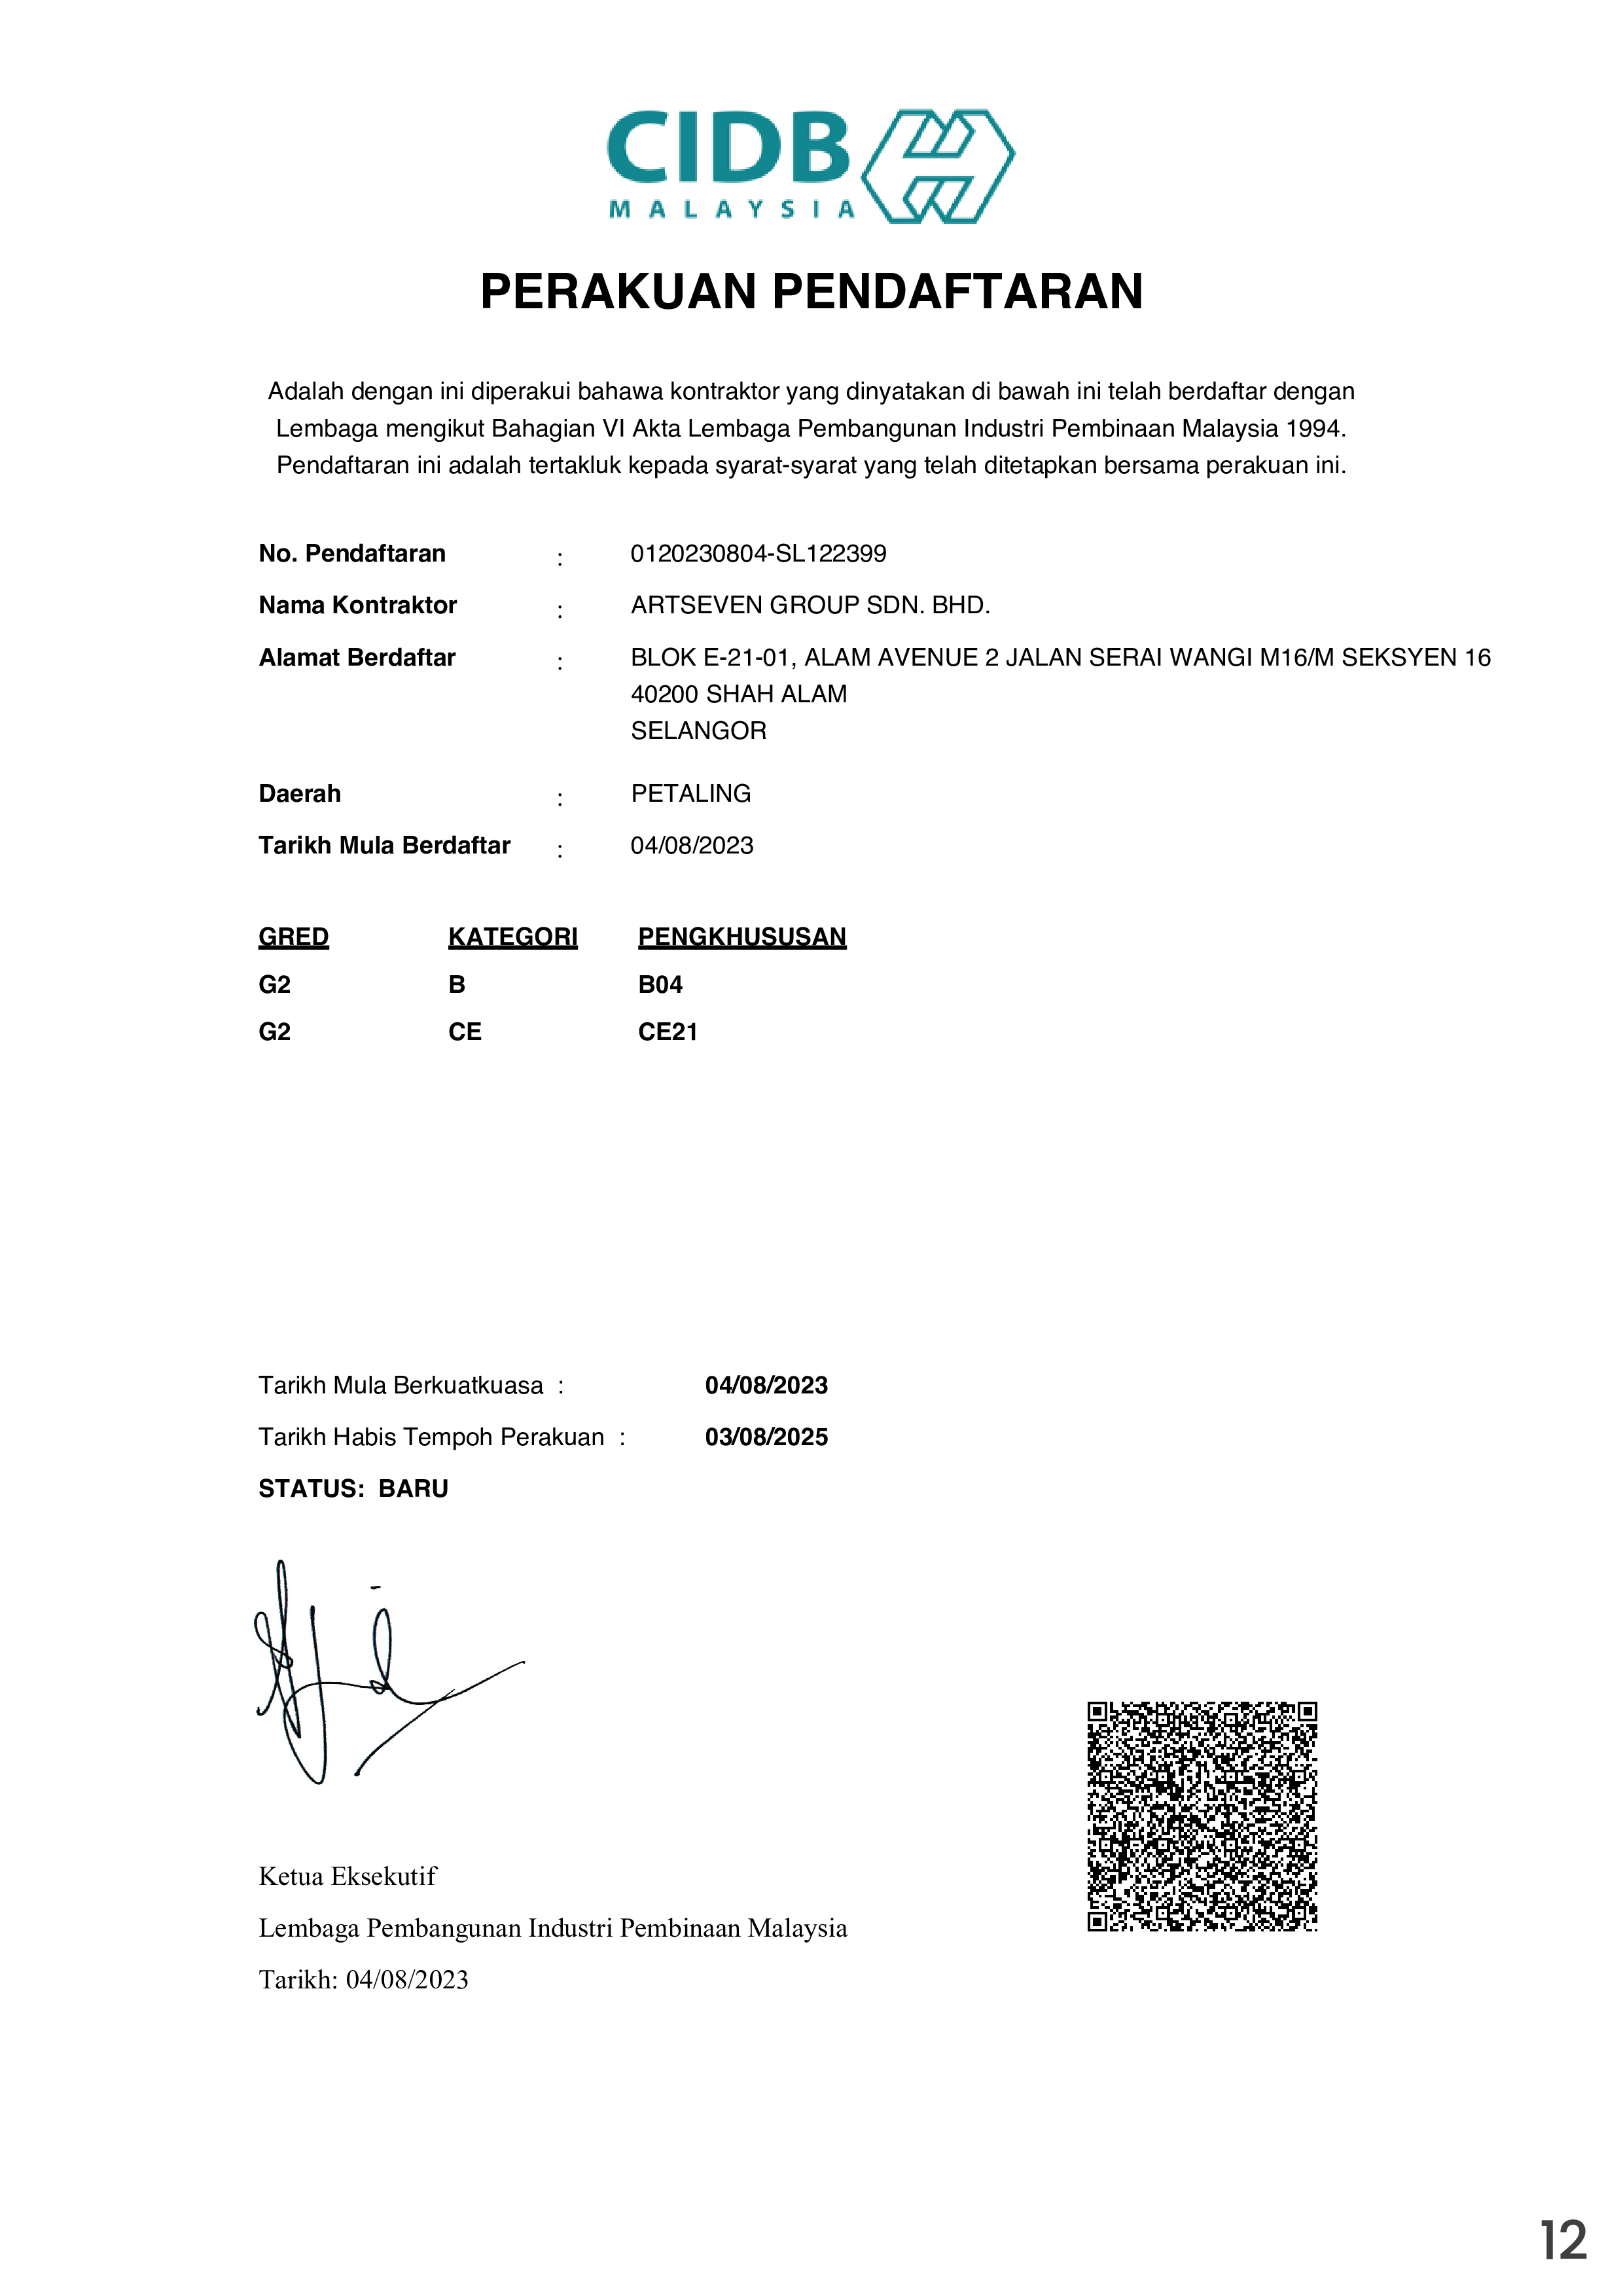 CIDB
MALAYSIA
PERAKUAN PENDAFTARAN
Adalah dengan ini diperakui bahawa kontraktor yang dinyatakan di bawah ini telah berdaftar dengan
Lembaga mengikut Bahagian VI Akta Lembaga Pembangunan Industri Pembinaan Malaysia 1994.
Pendaftaran ini adalah tertakluk kepada syarat-syarat yang telah ditetapkan bersama perakuan ini.
No. Pendaftaran : 0120230804-SL122399
Nama Kontraktor : ARTSEVEN GROUP SDN. BHD.
Alamat Berdaftar : BLOK E-21-01, ALAM AVENUE 2 JALAN SERAI WANGI M16/M SEKSYEN 16
40200 SHAH ALAM
SELANGOR
Daerah : PETALING
Tarikh Mula Berdaftar : 04/08/2023
GRED KATEGORI PENGKHUSUSAN
G2 B B04
G2 CE CE21
Tarikh Mula Berkuatkuasa : 04/08/2023
Tarikh Habis Tempoh Perakuan : 03/08/2025
STATUS: BARU
Ketua Eksekutif
Lembaga Pembangunan Industri Pembinaan Malaysia
Tarikh: 04/08/2023
12